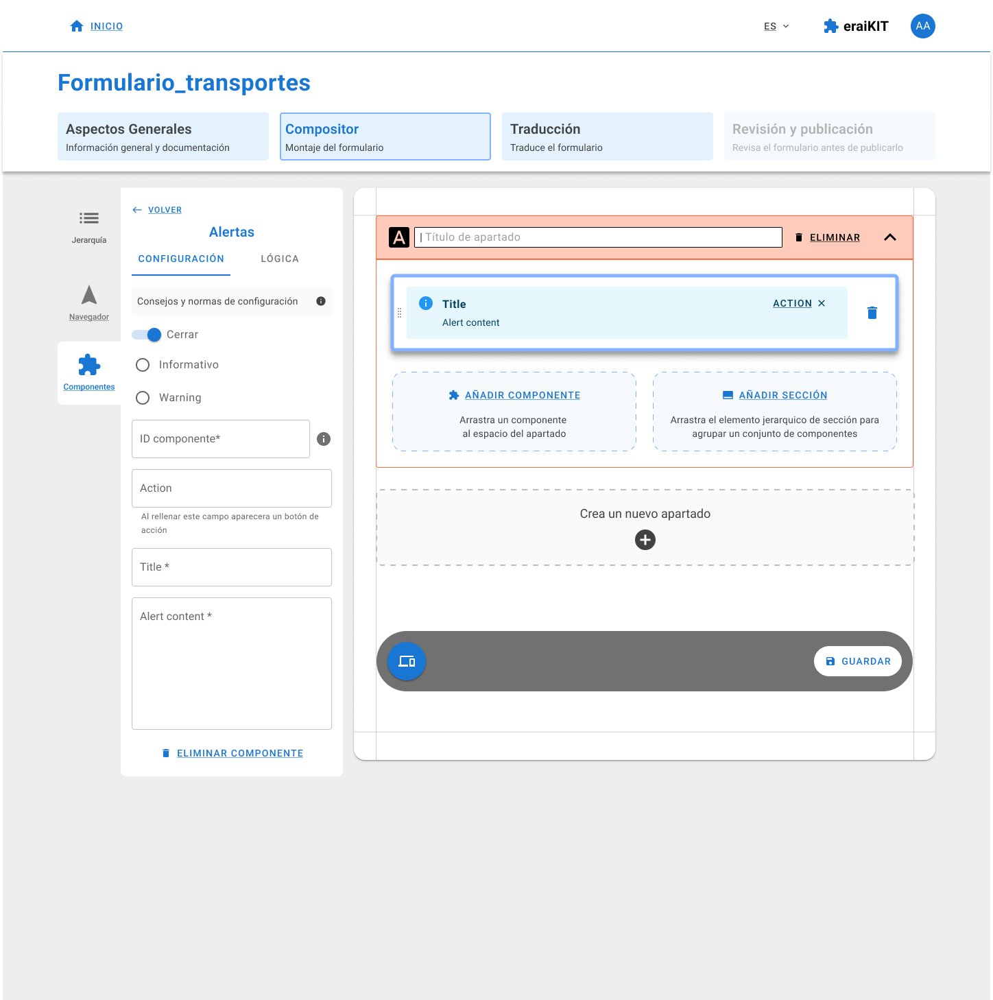 INICIO
ES
eraiKIT
AA
Formulario_transportes
Aspectos Generales
Información general y documentación
Compositor
Montaje del formulario
Traducción
Traduce el formulario
Revisión y publicación
Revisa el formulario antes de publicarlo
Jerarquía
Navegador
Componentes
VOLVER
Alertas
CONFIGURACIÓN
LÓGICA
Consejos y normas de configuración
Cerrar
Informativo
Warning
ID componente*
Action
Al rellenar este campo aparecera un botón de
acción
Title *
Alert content *
ELIMINAR COMPONENTE
A
| Título de apartado
ELIMINAR
Title
Alert content
ACTION
AÑADIR COMPONENTE
Arrastra un componente
al espacio del apartado
AÑADIR SECCIÓN
Arrastra el elemento jerarquico de sección para
agrupar un conjunto de componentes
Crea un nuevo apartado
GUARDAR